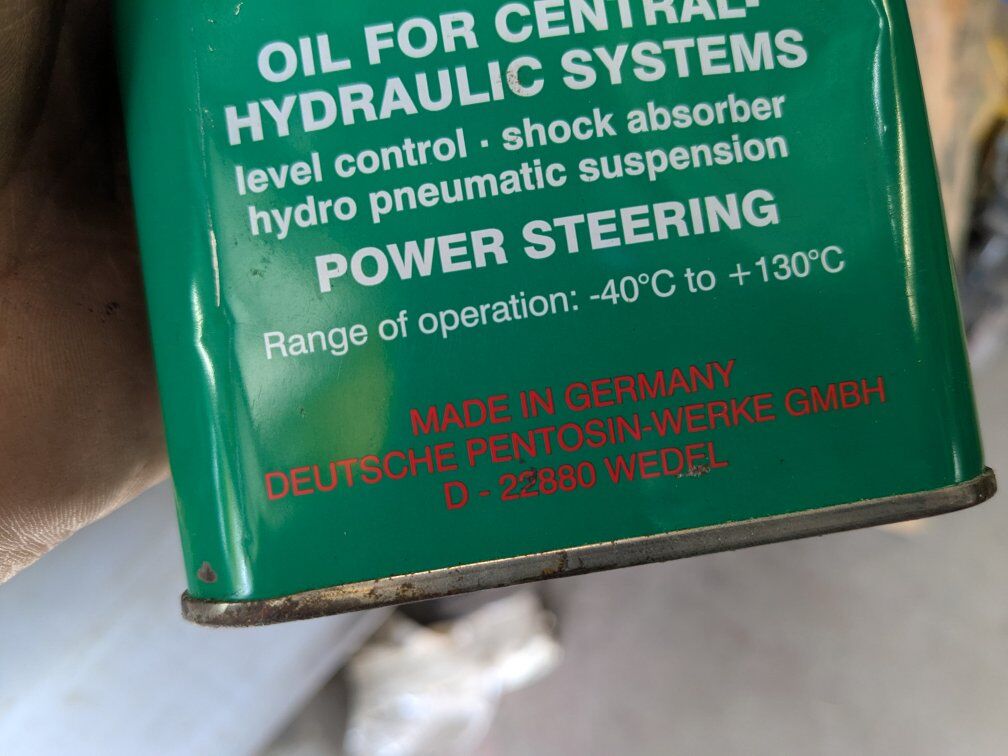 OIL FOR CENTRAL-
HYDRAULIC SYSTEMS
level control · shock absorber
hydro pneumatic suspension
POWER STEERING
Range of operation: -40°C to +130°C
MADE IN GERMANY
DEUTSCHE PENTOSIN-WERKE GMBH
D - 22880 WEDEL